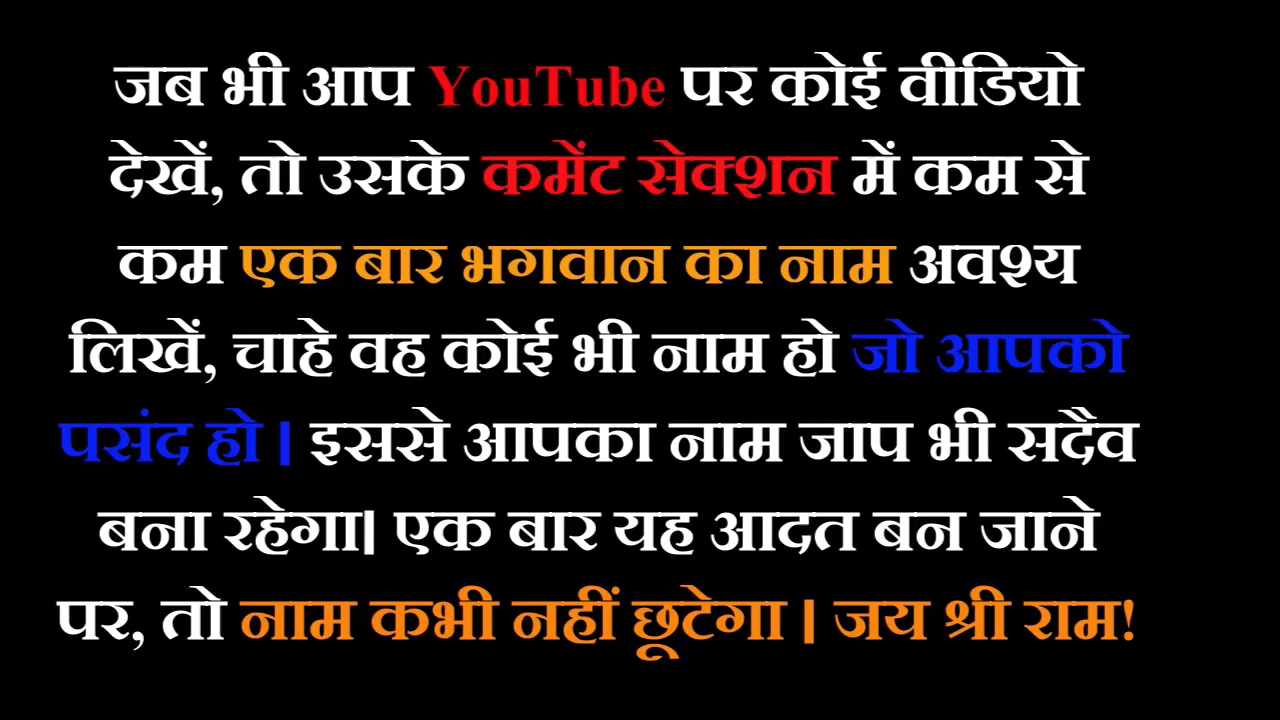 जब भी आप YouTube पर कोई वीडियो
देखें, तो उसके कमेंट सेक्शन में कम से
कम एक बार भगवान का नाम अवश्य
लिखें, चाहे वह कोई भी नाम हो जो आपको
पसंद हो। इससे आपका नाम जाप भी सदैव
बना रहेगा। एक बार यह आदत बन जाने
पर, तो नाम कभी नहीं छूटेगा। जय श्री राम!